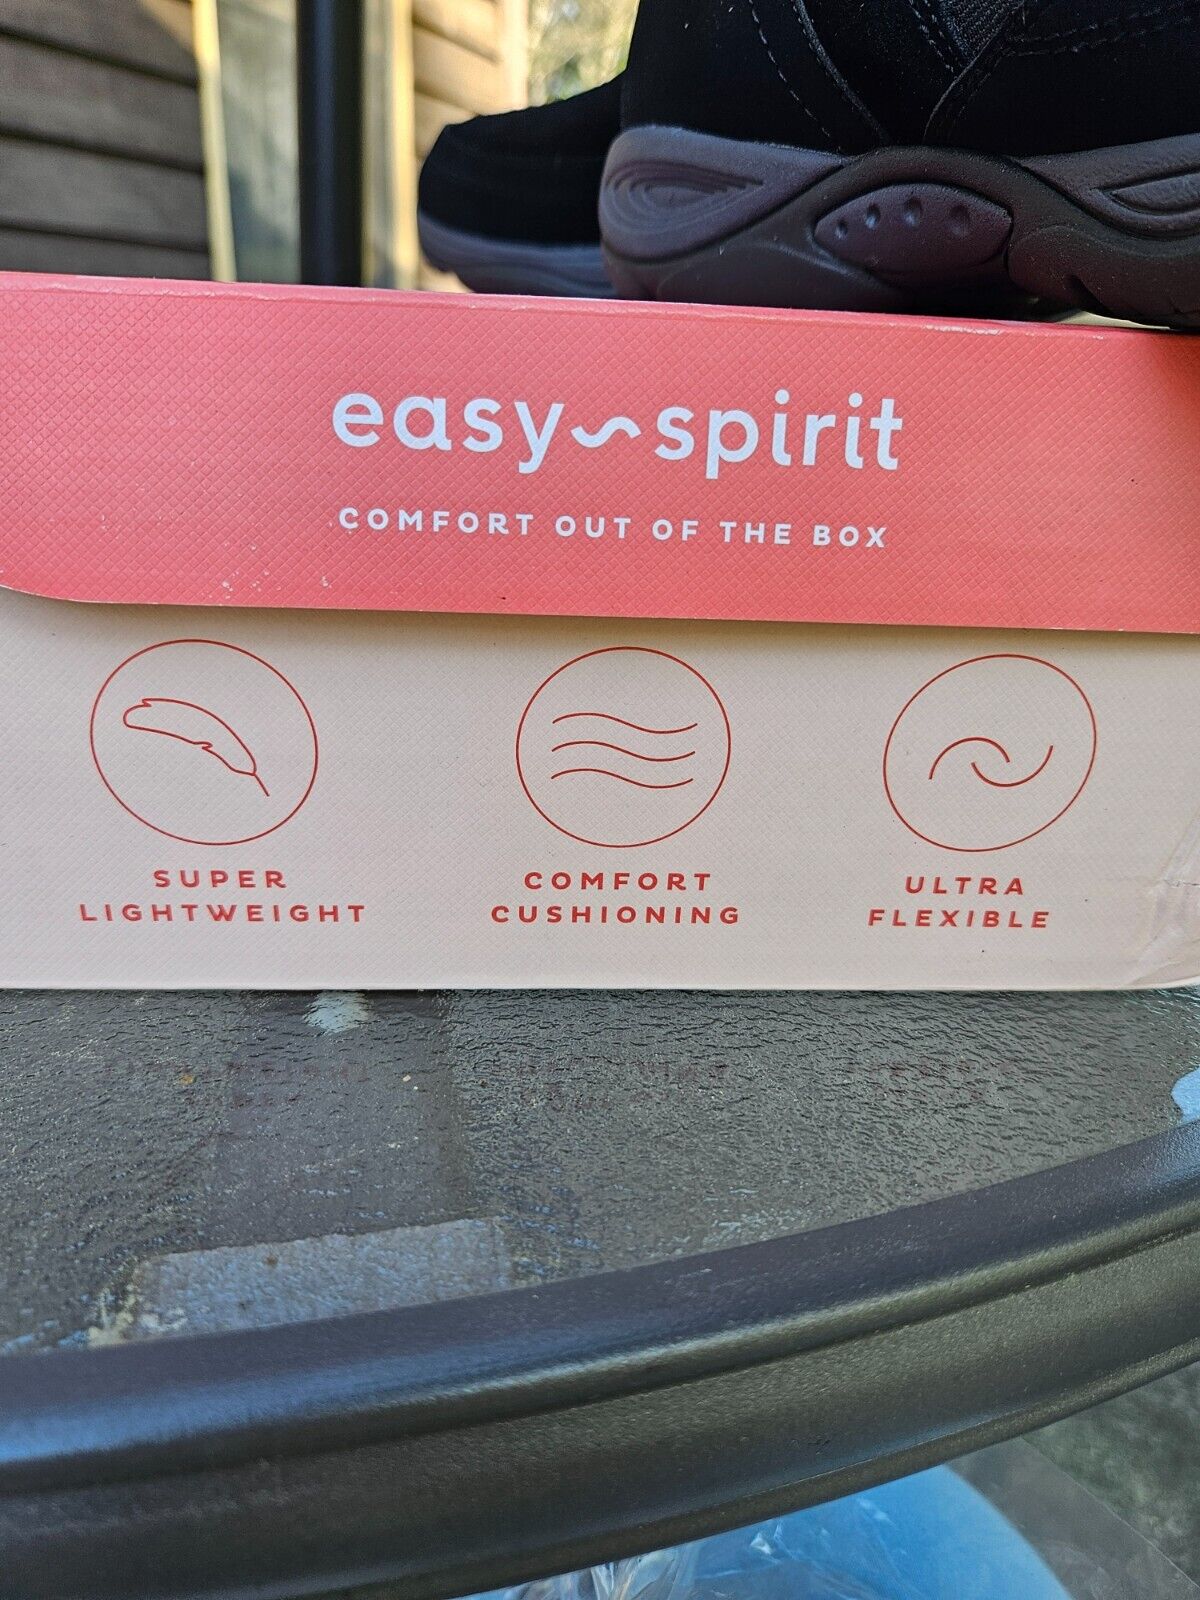 easy~spirit
COMFORT OUT OF THE BOX
SUPER
LIGHTWEIGHT
COMFORT
CUSHIONING
ULTRA
FLEXIBLE